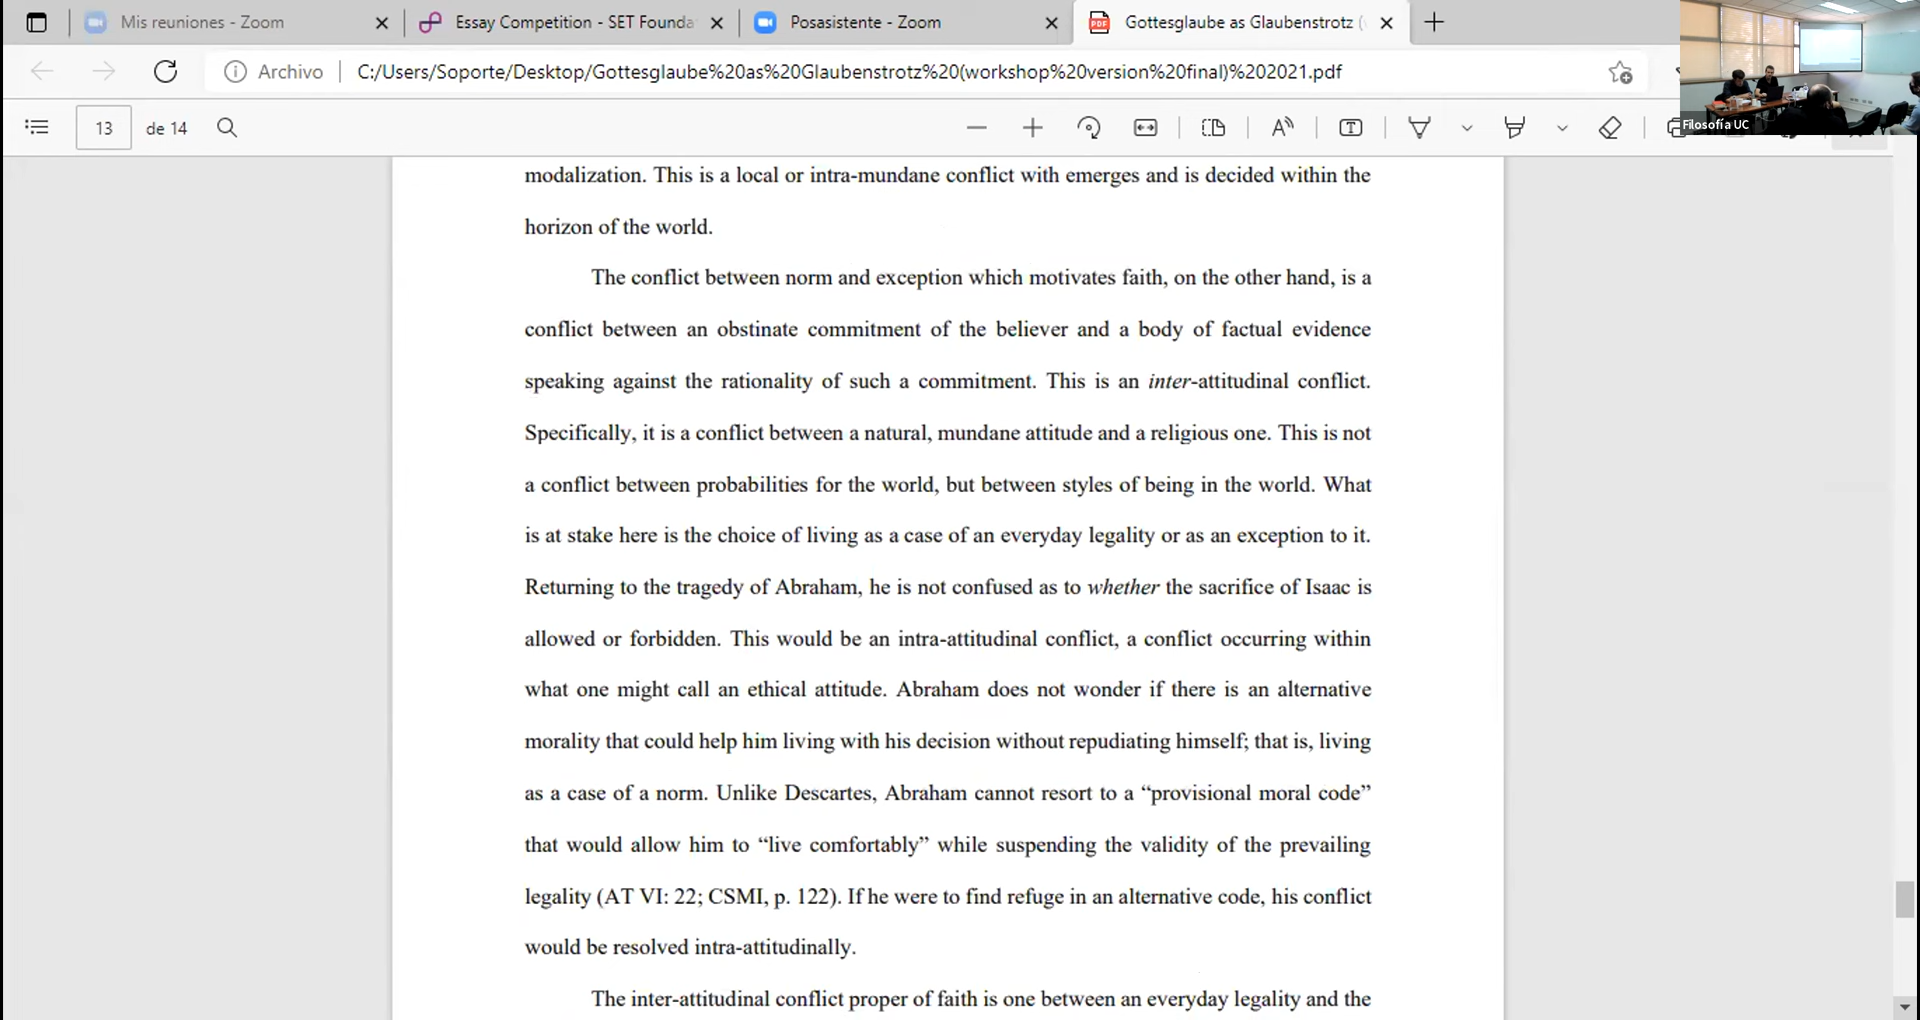 Mis reuniones - Zoom
Essay Competition - SET Founda
Posasistente - Zoom
Gottesglaube as Glaubenstrotz (
Archivo
C:/Users/Soporte/Desktop/Gottesglaube%20as%20Glaubenstrotz%20(workshop%20version%20final)%202021.pdf
Filosofía UC
13 de 14
modalization. This is a local or intra-mundane conflict with emerges and is decided within the
horizon of the world.
The conflict between norm and exception which motivates faith, on the other hand, is a
conflict between an obstinate commitment of the believer and a body of factual evidence
speaking against the rationality of such a commitment. This is an inter-attitudinal conflict.
Specifically, it is a conflict between a natural, mundane attitude and a religious one. This is not
a conflict between probabilities for the world, but between styles of being in the world. What
is at stake here is the choice of living as a case of an everyday legality or as an exception to it.
Returning to the tragedy of Abraham, he is not confused as to whether the sacrifice of Isaac is
allowed or forbidden. This would be an intra-attitudinal conflict, a conflict occurring within
what one might call an ethical attitude. Abraham does not wonder if there is an alternative
morality that could help him living with his decision without repudiating himself; that is, living
as a case of a norm. Unlike Descartes, Abraham cannot resort to a “provisional moral code”
that would allow him to “live comfortably” while suspending the validity of the prevailing
legality (AT VI: 22; CSMI, p. 122). If he were to find refuge in an alternative code, his conflict
would be resolved intra-attitudinally.
The inter-attitudinal conflict proper of faith is one between an everyday legality and the